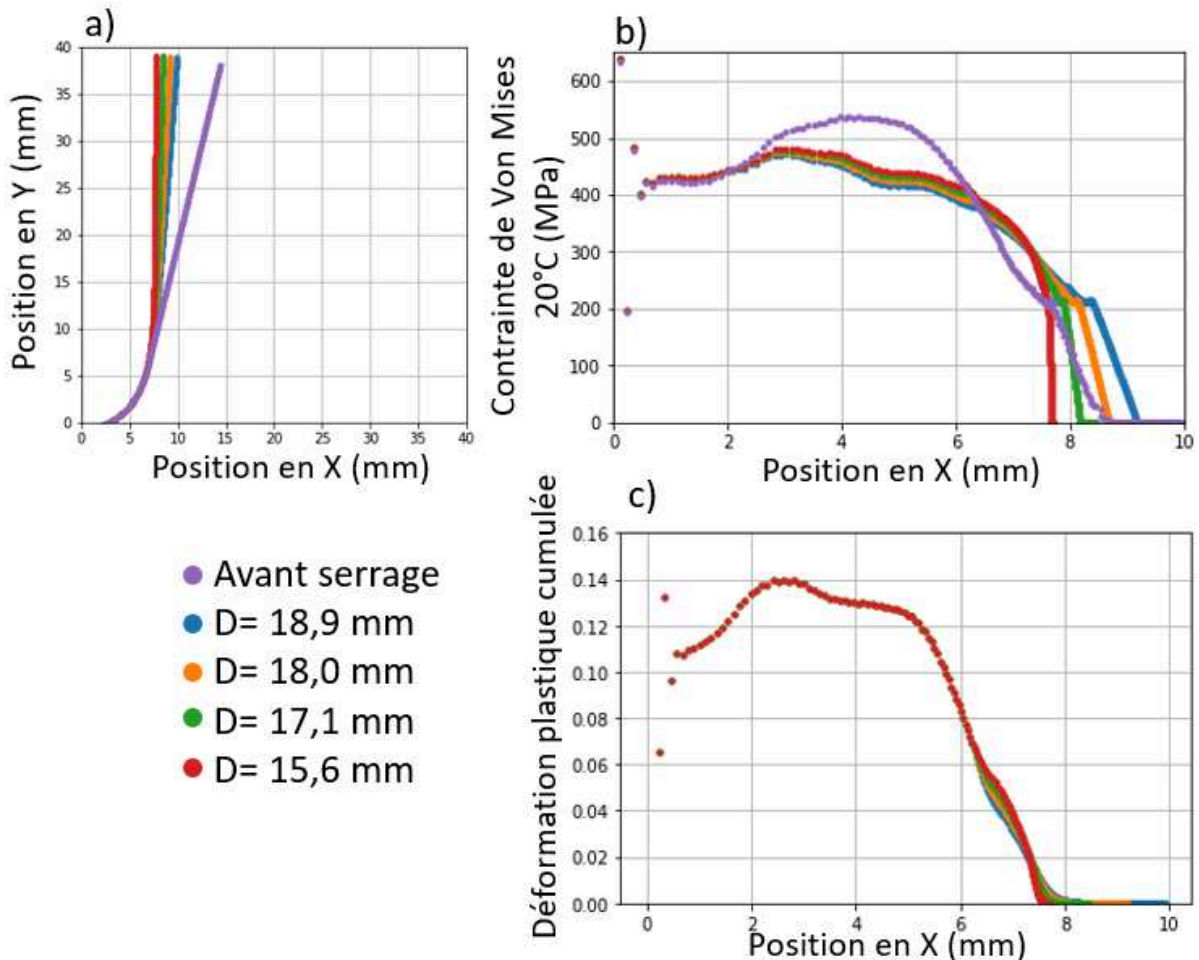 a)
40
35
30
25
20
15
10
5
0
0 5 10 15 20 25 30 35 40
Position en Y (mm)
Position en X (mm)
b)
600
500
400
300
200
100
0
0 2 4 6 8 10
Contrainte de Von Mises
20°C (MPa)
Position en X (mm)
Avant serrage
D= 18,9 mm
D= 18,0 mm
D= 17,1 mm
D= 15,6 mm
c)
0.16
0.14
0.12
0.10
0.08
0.06
0.04
0.02
0.00
0 2 4 6 8 10
Déformation plastique cumulée
Position en X (mm)